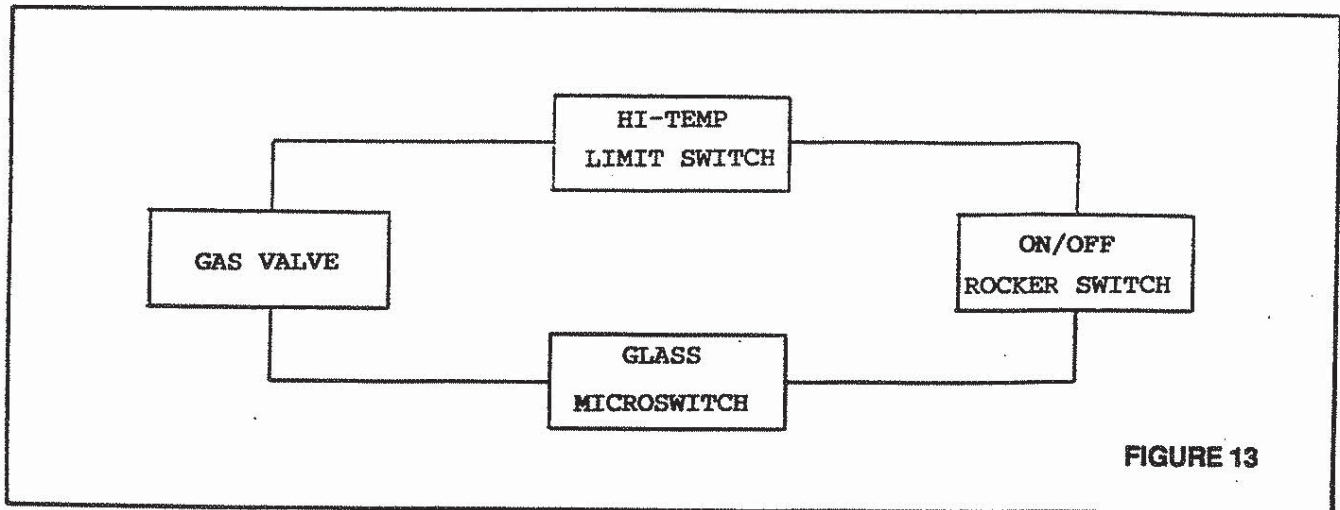 HI-TEMP
LIMIT SWITCH
GAS VALVE
ON/OFF
ROCKER SWITCH
GLASS
MICROSWITCH
FIGURE 13